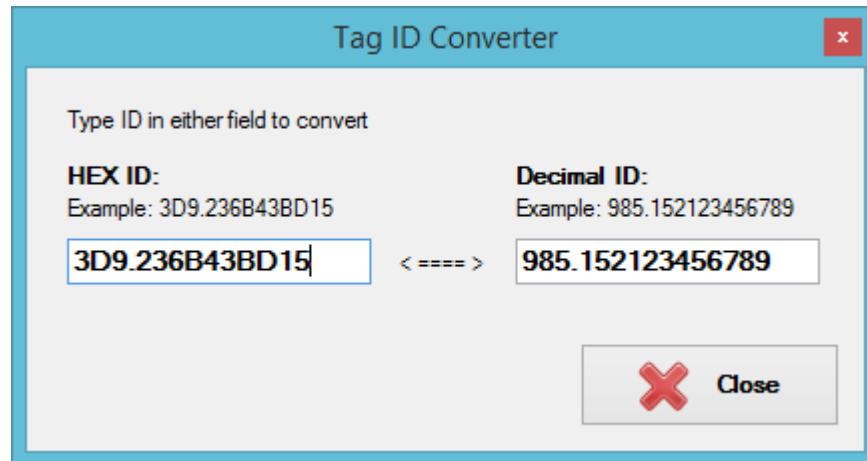 Tag ID Converter
x
Type ID in either field to convert
HEX ID:
Example: 3D9.236B43BD15
3D9.236B43BD15
< ==== >
Decimal ID:
Example: 985.152123456789
985.152123456789
Close